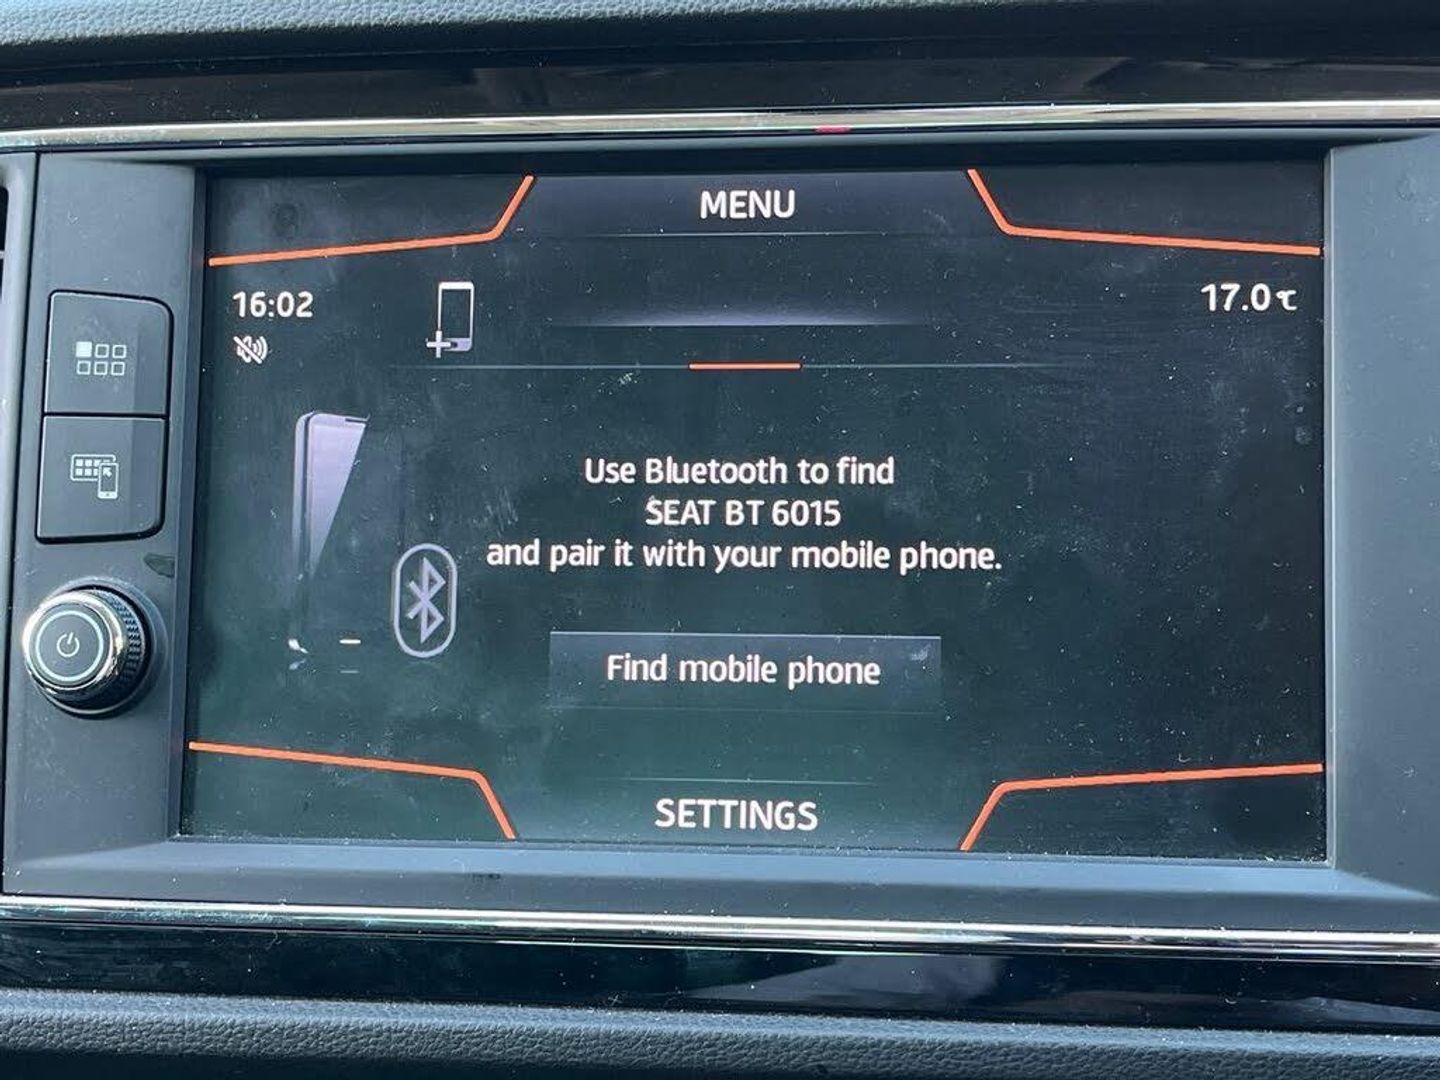 MENU
16:02
17.0℃
Use Bluetooth to find
SEAT BT 6015
and pair it with your mobile phone.
Find mobile phone
SETTINGS